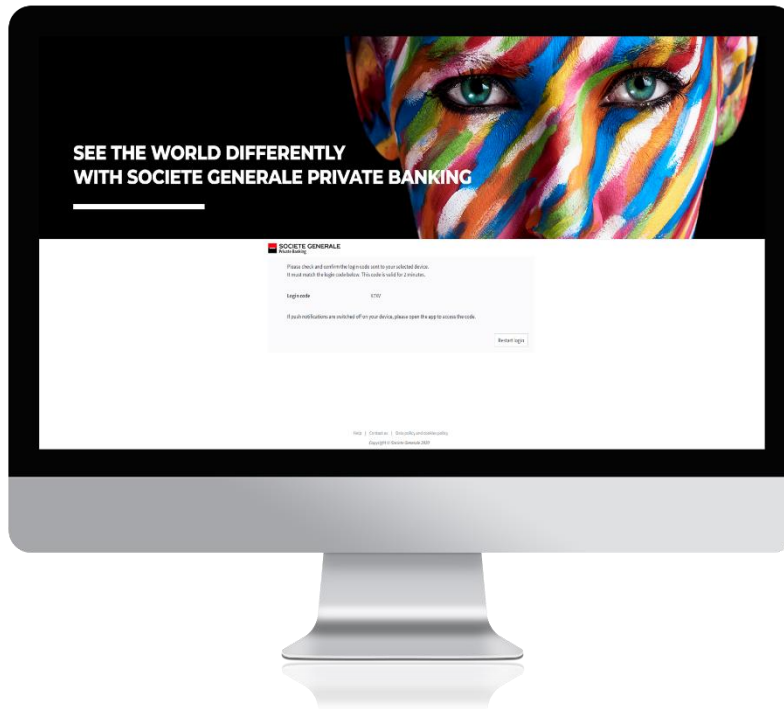 SEE THE WORLD DIFFERENTLY
WITH SOCIETE GENERALE PRIVATE BANKING
SOCIETE GENERALE
Private Banking
Please check and confirm the login code sent to your selected device.
It must match the login code below. This code is valid for 2 minutes.
Login code
If push notifications are switched off on your device, please open the app to access the code.
Restart login
Help | Contact us | Data policy and cookies policy
Copyright © Societe Generale